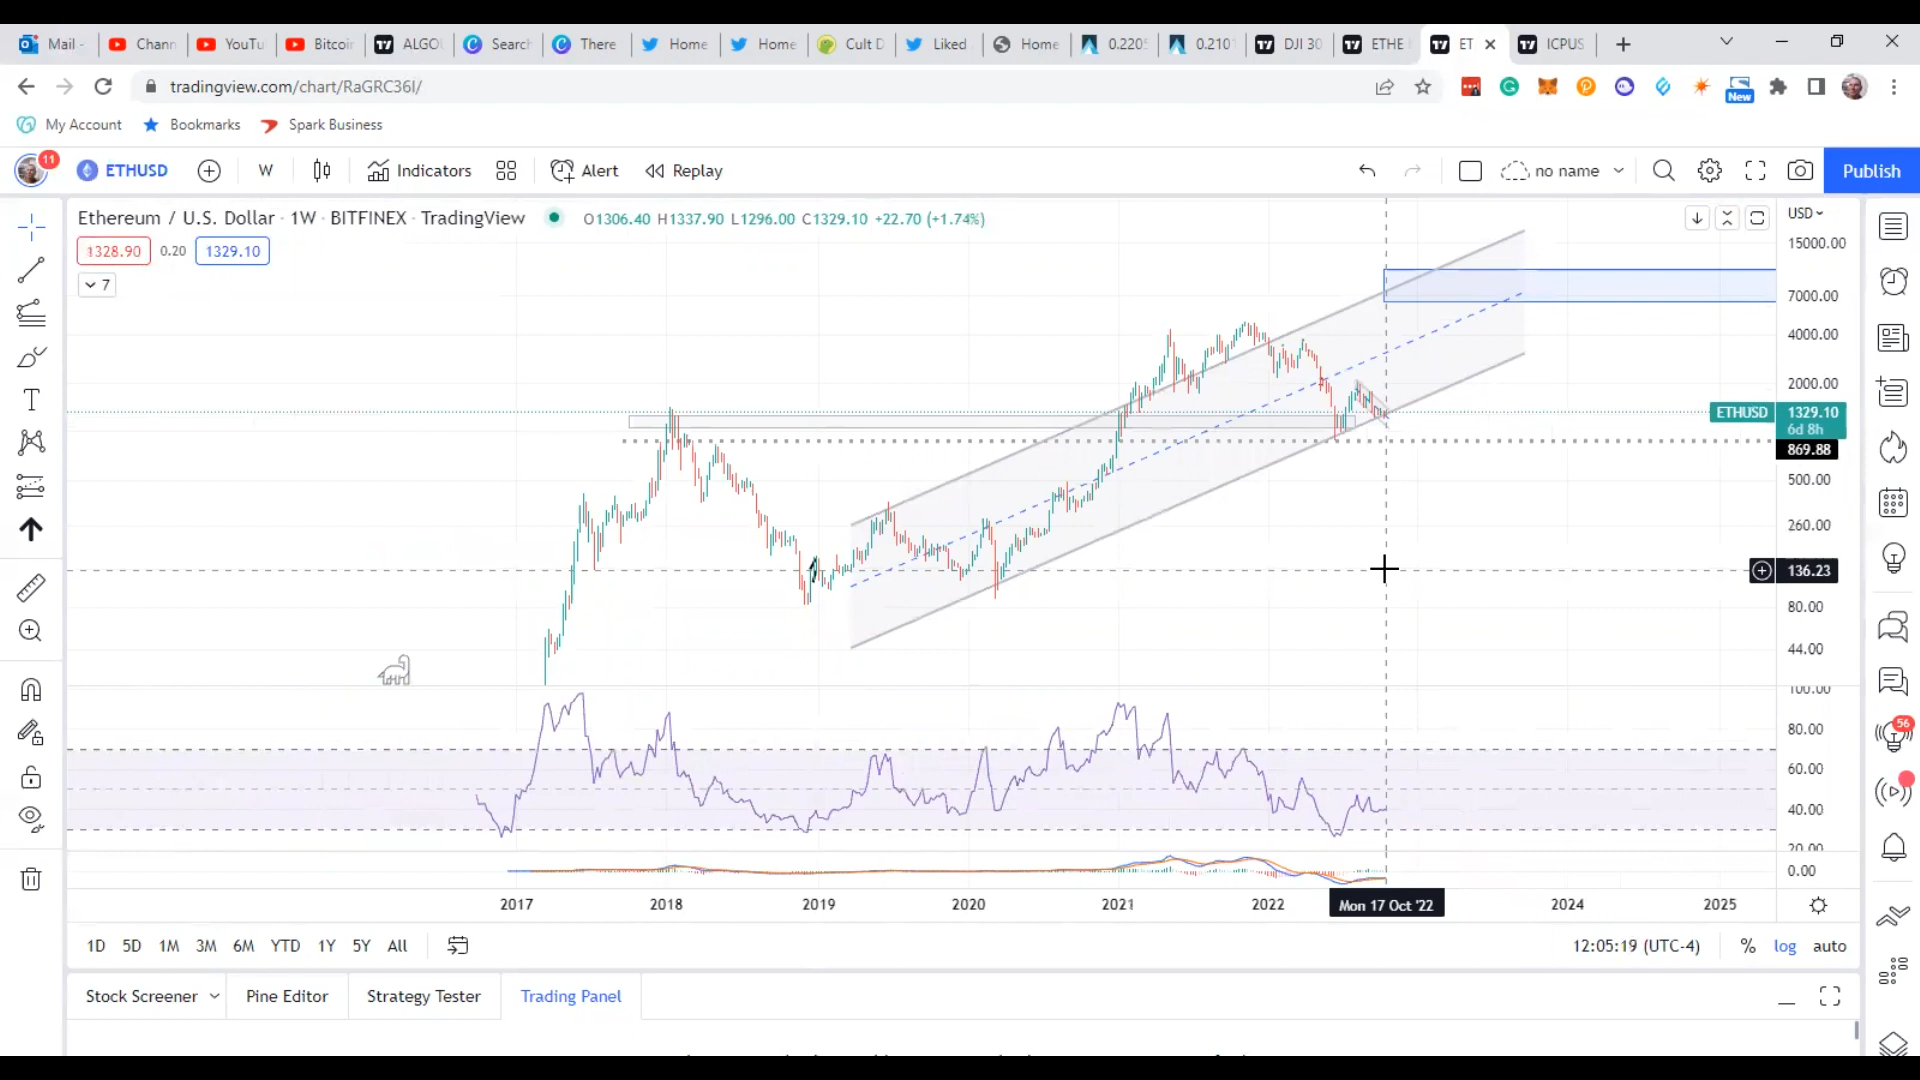 Mail - Chann YouTu Bitcoin ALGO Search There Home Home Cult D Liked Home 0.220 0.210 DJI 30 ETHE ET ICPUS
tradingview.com/chart/RaGRC36I/
New
My Account Bookmarks Spark Business
11 ETHUSD W Indicators Alert Replay no name Publish
Ethereum / U.S. Dollar · 1W · BITFINEX · TradingView O1306.40 H1337.90 L1296.00 C1329.10 +22.70 (+1.74%) USD
1328.90 0.20 1329.10
7
15000.00
7000.00
4000.00
2000.00
ETHUSD 1329.10
6d 8h
869.88
500.00
260.00
136.23
80.00
44.00
100.00
80.00
56
60.00
40.00
20.00
0.00
2017 2018 2019 2020 2021 2022 Mon 17 Oct '22 2024 2025
1D 5D 1M 3M 6M YTD 1Y 5Y All 12:05:19 (UTC-4) % log auto
Stock Screener Pine Editor Strategy Tester Trading Panel